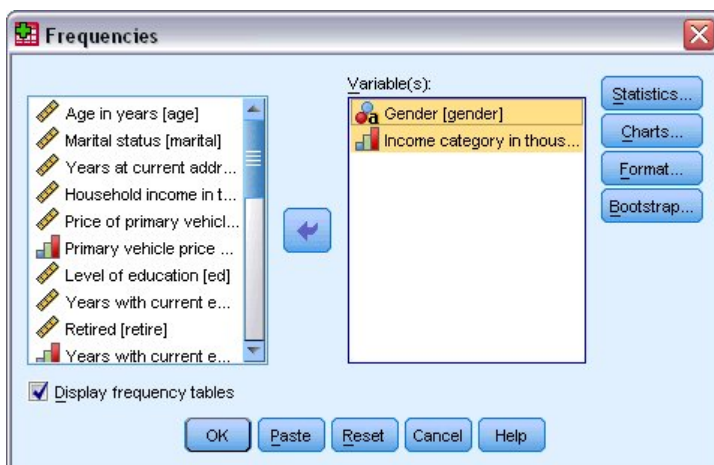 Frequencies
Variable(s):
Age in years [age]
Marital status [marital]
Years at current addr...
Household income in t...
Price of primary vehicl...
Primary vehicle price ...
Level of education [ed]
Years with current e...
Retired [retire]
Years with current e...
a Gender [gender]
Income category in thous...
Statistics...
Charts...
Format...
Bootstrap...
Display frequency tables
OK
Paste
Reset
Cancel
Help